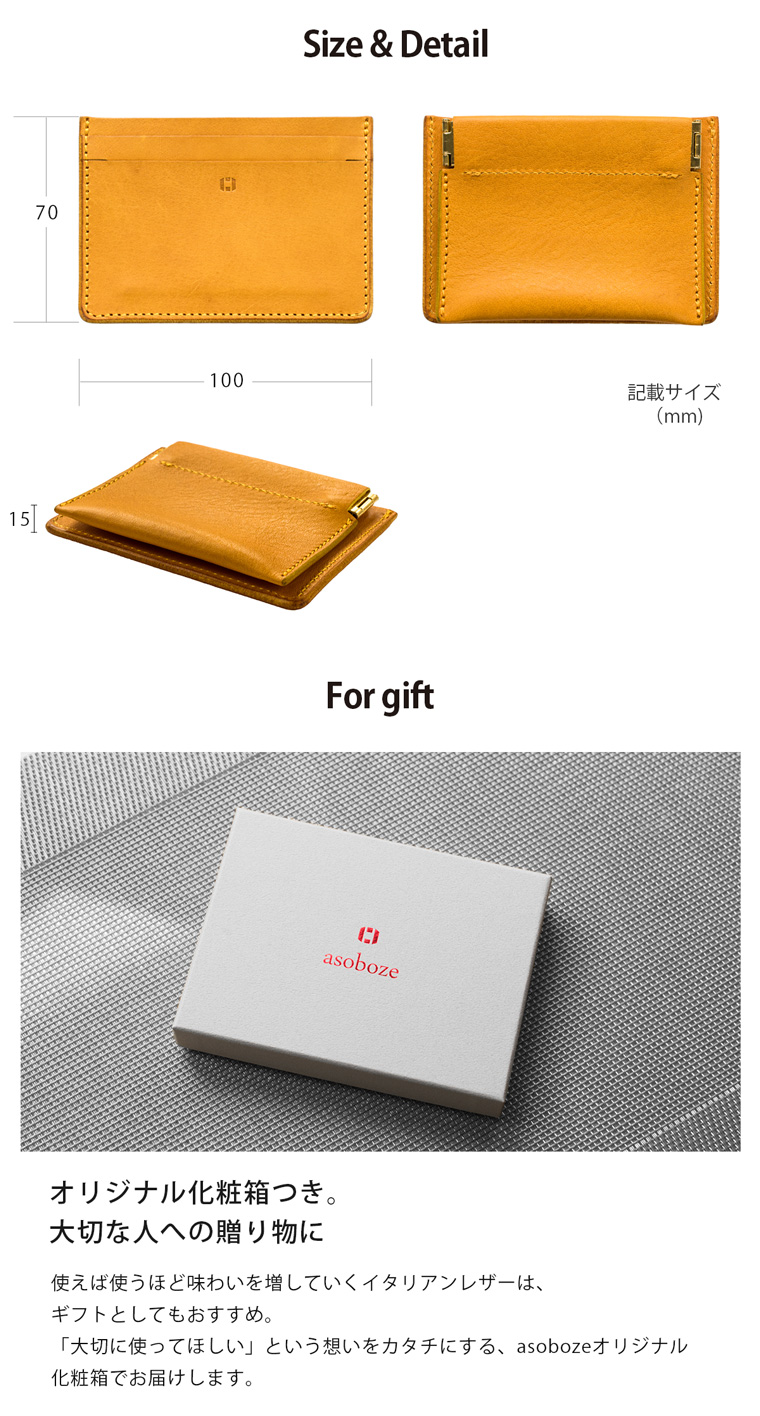 Size & Detail
70
100
記載サイズ
（mm)
15
For gift
asoboze
オリジナル化粧箱つき。
大切な人への贈り物に
使えば使うほど味わいを増していくイタリアンレザーは、
ギフトとしてもおすすめ。
「大切に使ってほしい」という想いをカタチにする、asobozeオリジナル
化粧箱でお届けします。